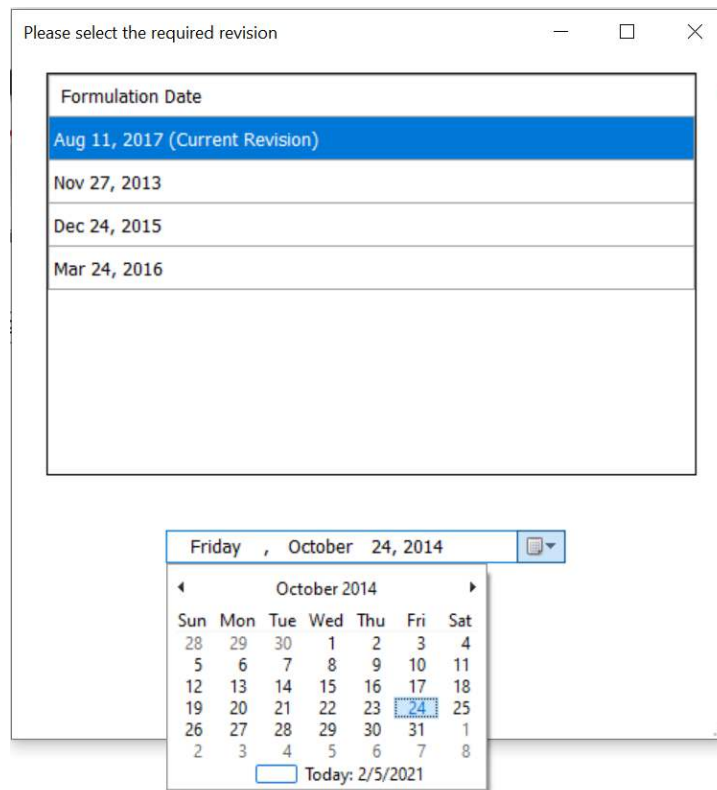 Please select the required revision
Formulation Date
Aug 11, 2017 (Current Revision)
Nov 27, 2013
Dec 24, 2015
Mar 24, 2016
Friday , October 24, 2014
October 2014
Sun Mon Tue Wed Thu Fri Sat
28 29 30 1 2 3 4
5 6 7 8 9 10 11
12 13 14 15 16 17 18
19 20 21 22 23 24 25
26 27 28 29 30 31 1
2 3 4 5 6 7 8
Today: 2/5/2021